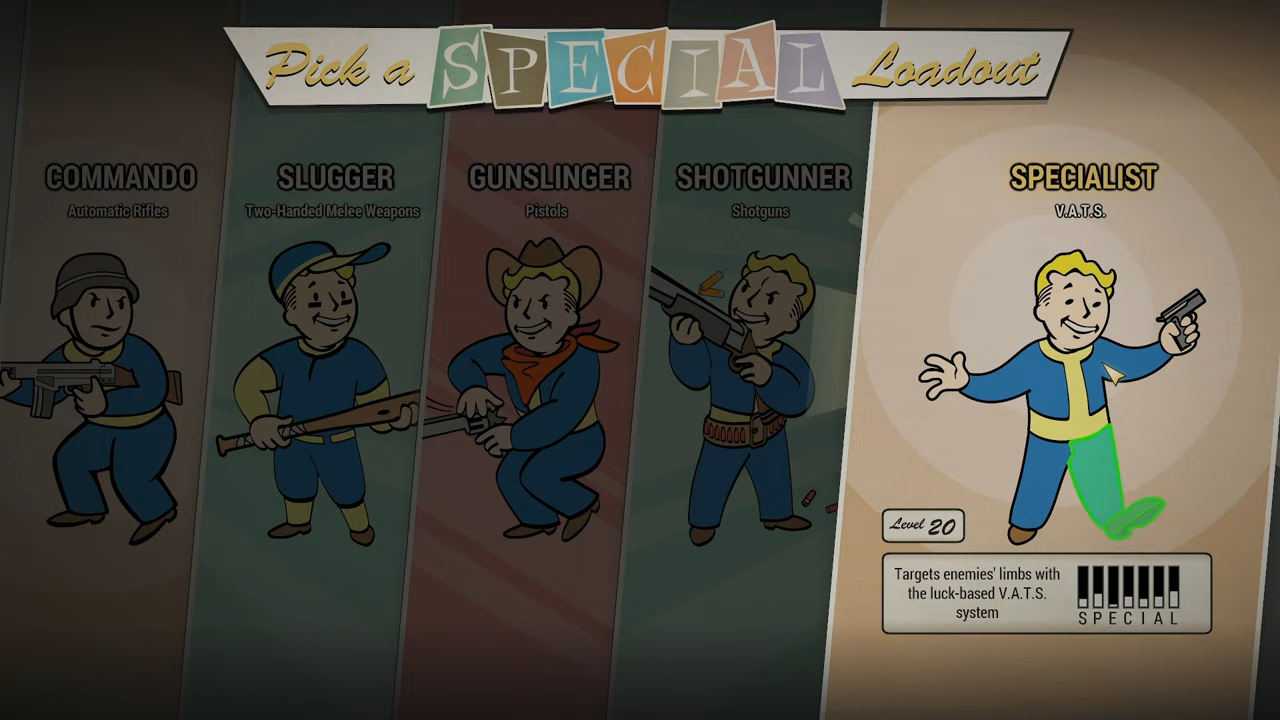 Pick a SPECIAL Loadout
COMMANDO
Automatic Rifles
SLUGGER
Two-Handed Melee Weapons
GUNSLINGER
Pistols
SHOTGUNNER
Shotguns
SPECIALIST
V.A.T.S.
Level 20
Targets enemies' limbs with
the luck-based V.A.T.S.
system
SPECIAL